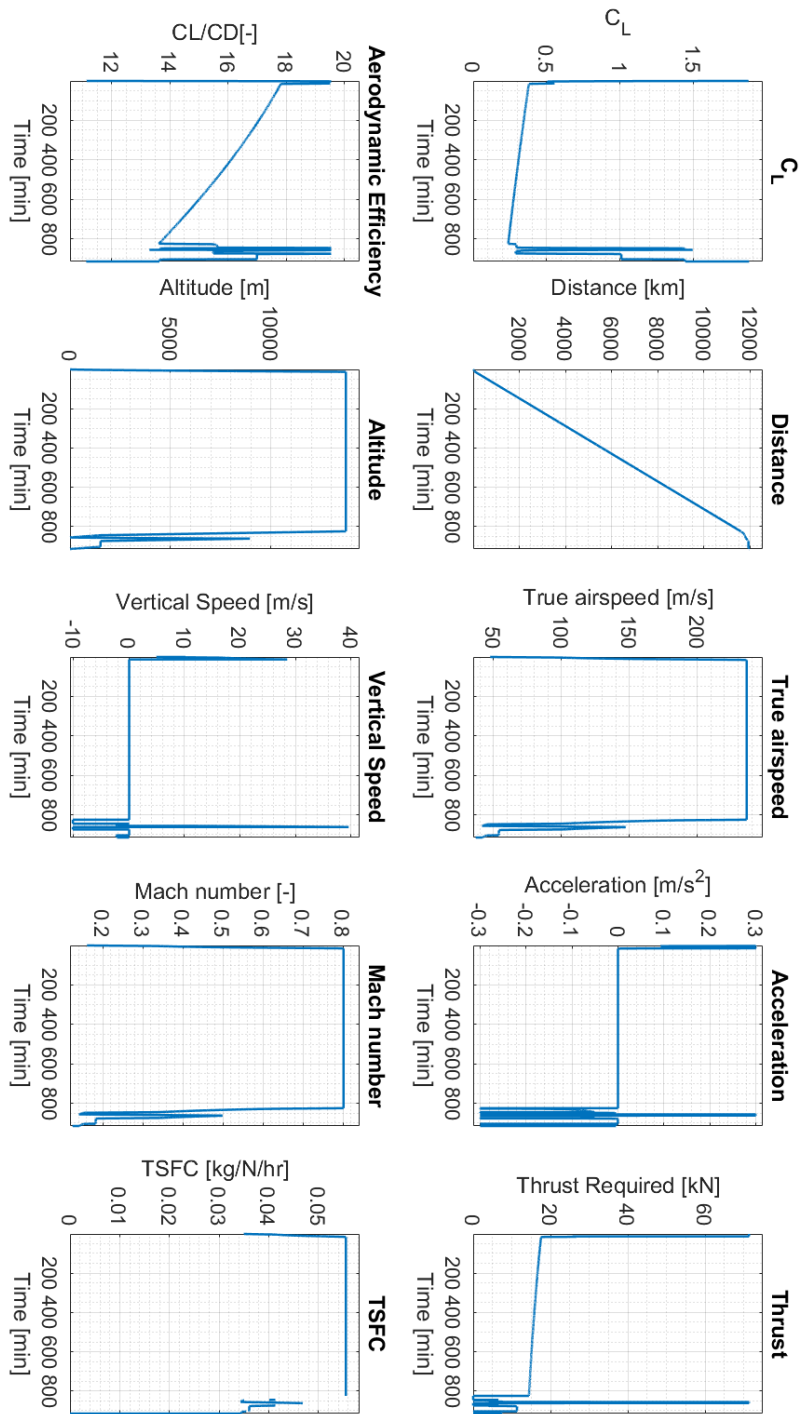 C_L
C_L
1.5
1
0.5
0
200 400 600 800
Time [min]
Distance
Distance [km]
12000
10000
8000
6000
4000
2000
200 400 600 800
Time [min]
True airspeed
True airspeed [m/s]
200
150
100
50
200 400 600 800
Time [min]
Acceleration
Acceleration [m/s²]
0.3
0.2
0.1
0
-0.1
-0.2
-0.3
200 400 600 800
Time [min]
Thrust
Thrust Required [kN]
60
40
20
0
200 400 600 800
Time [min]
Aerodynamic Efficiency
CL/CD[-]
20
18
16
14
12
200 400 600 800
Time [min]
Altitude
Altitude [m]
10000
5000
0
200 400 600 800
Time [min]
Vertical Speed
Vertical Speed [m/s]
40
30
20
10
0
-10
200 400 600 800
Time [min]
Mach number
Mach number [-]
0.8
0.7
0.6
0.5
0.4
0.3
0.2
200 400 600 800
Time [min]
TSFC
TSFC [kg/N/hr]
0.05
0.04
0.03
0.02
0.01
0
200 400 600 800
Time [min]